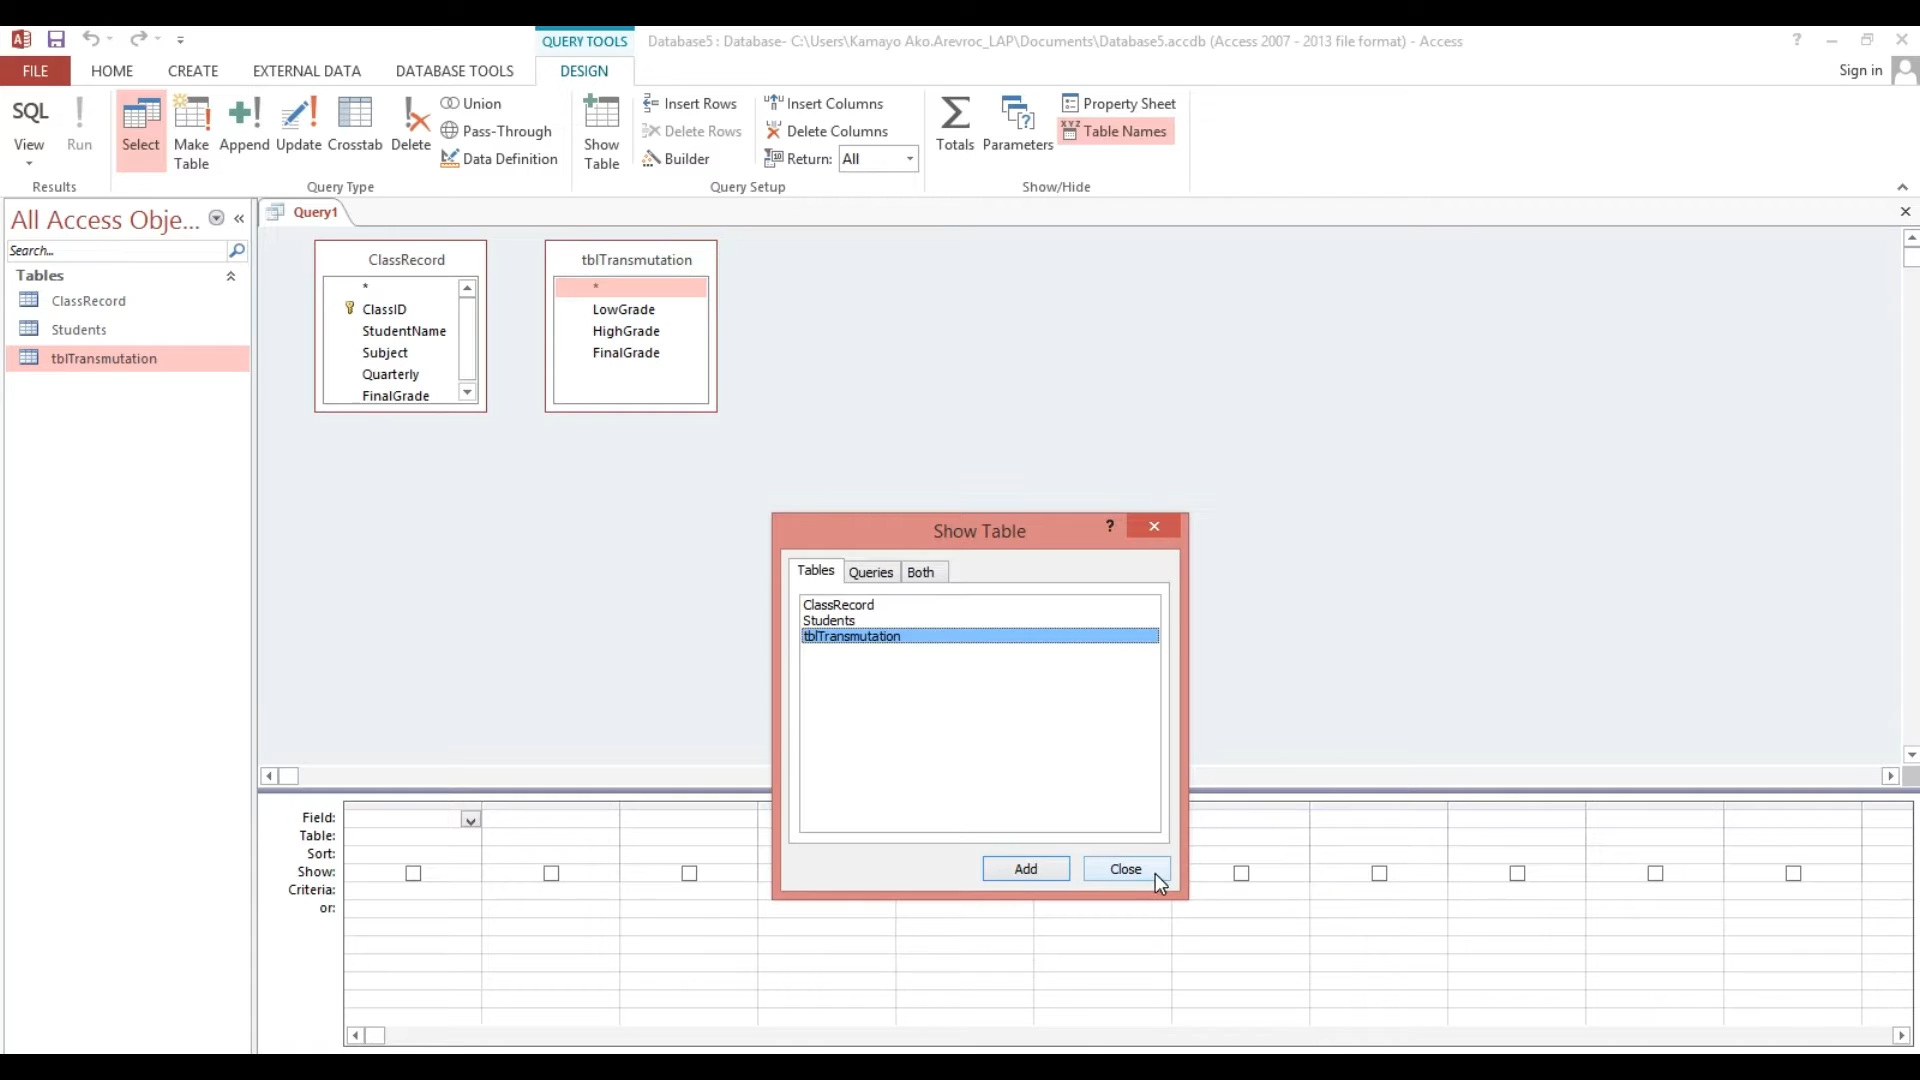 QUERY TOOLS
Database5 : Database- C:\Users\Kamayo Ako.Arevroc_LAP\Documents\Database5.accdb (Access 2007 - 2013 file format) - Access
?
FILE
HOME
CREATE
EXTERNAL DATA
DATABASE TOOLS
DESIGN
Sign in
SQL
View
Run
Results
Select
Make
Table
Append
Update
Crosstab
Delete
Union
Pass-Through
Data Definition
Query Type
Show
Table
Insert Rows
Delete Rows
Builder
Insert Columns
Delete Columns
Return:
All
Query Setup
Totals
Parameters
Property Sheet
XYZ
Table Names
Show/Hide
All Access Obje... «
Search...
Tables
ClassRecord
Students
tblTransmutation
Query1
ClassRecord
*
ClassID
StudentName
Subject
Quarterly
FinalGrade
tblTransmutation
*
LowGrade
HighGrade
FinalGrade
Show Table
?
Tables
Queries
Both
ClassRecord
Students
tblTransmutation
Add
Close
Field:
Table:
Sort:
Show:
Criteria:
or: